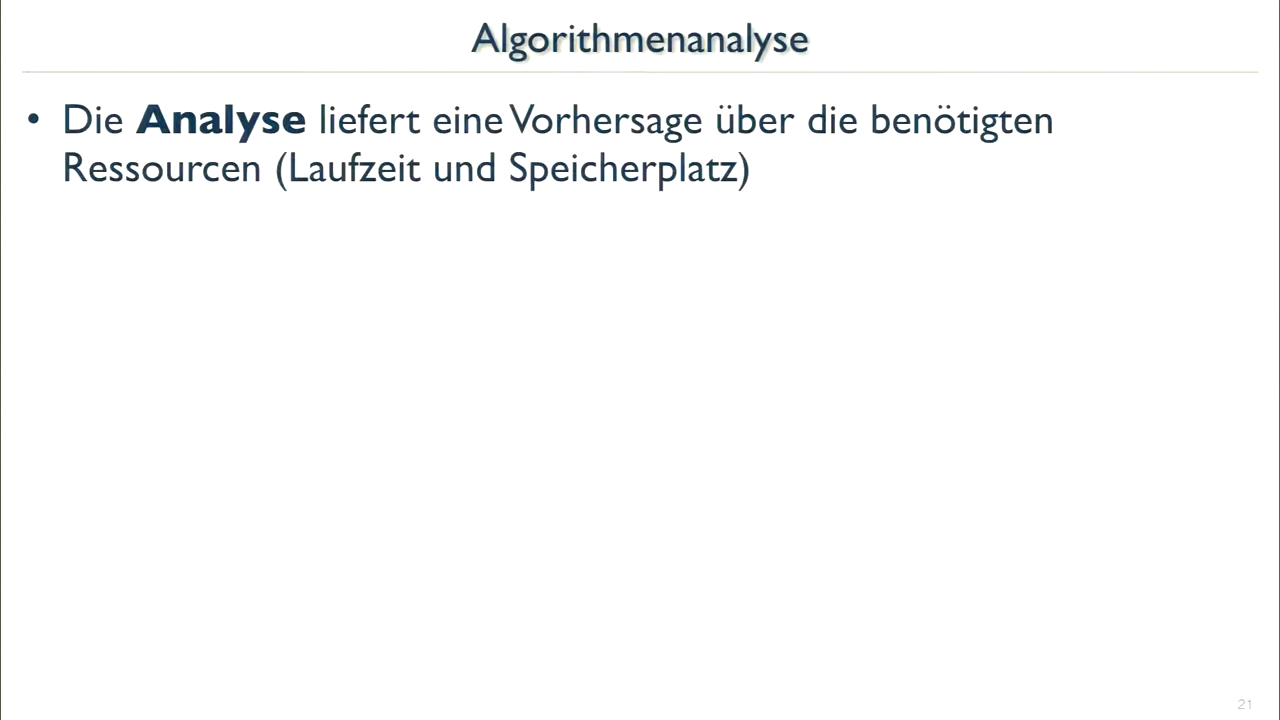 Algorithmenanalyse
• Die Analyse liefert eine Vorhersage über die benötigten
Ressourcen (Laufzeit und Speicherplatz)
21